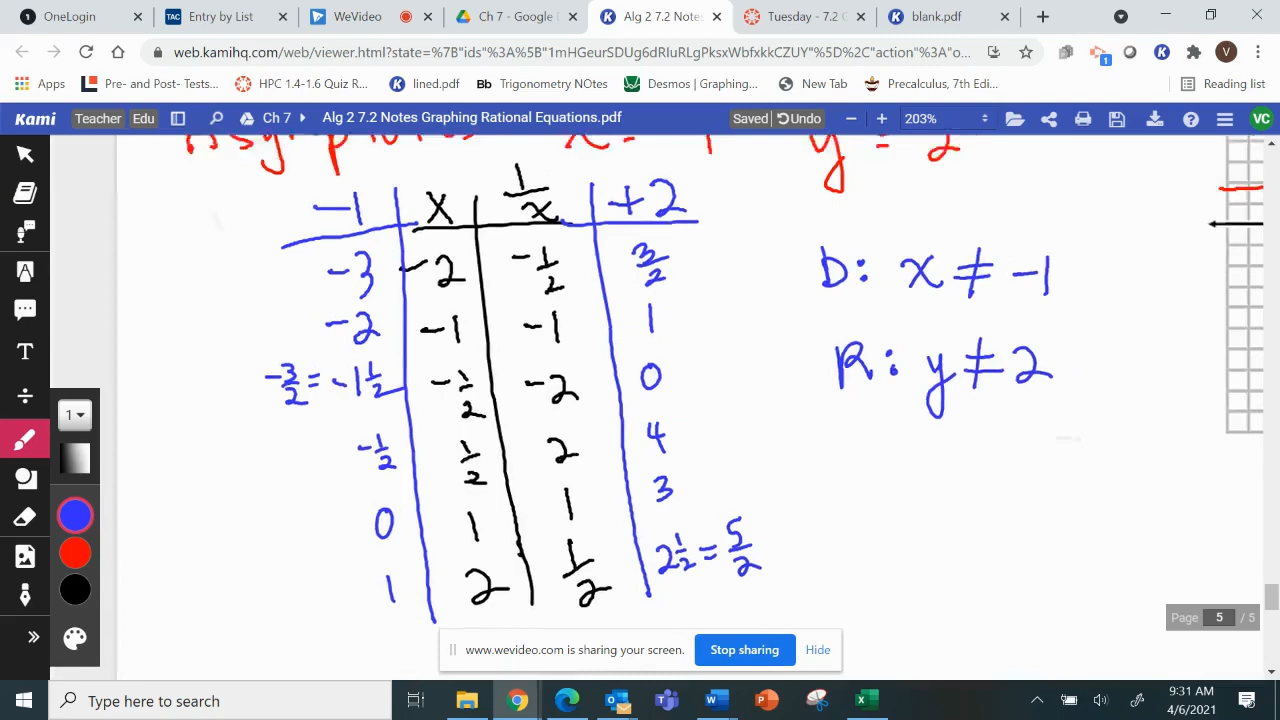 OneLogin
Entry by List
WeVideo
Ch 7 - Google D
Alg 2 7.2 Notes
Tuesday - 7.2 C
blank.pdf
web.kamihq.com/web/viewer.html?state=%7B"ids"%3A%5B"1mHGeurSDUg6dRIuRLgPksxWbfxkkCZUY"%5D%2C"action"%3A"o...
Apps
Pre- and Post- Tests...
HPC 1.4-1.6 Quiz R...
lined.pdf
Trigonometry NOtes
Desmos | Graphing...
New Tab
Precalculus, 7th Edi...
Reading list
Kami
Teacher
Edu
Ch 7
Alg 2 7.2 Notes Graphing Rational Equations.pdf
Saved
Undo
203%
VC
Asymptotes x = -1 y = 2
-1 x 1/x +2
-3 -2 -1/2 3/2
-2 -1 -1 1
-3/2 = -1 1/2 -1/2 -2 0
-1/2 1/2 2 4
0 1 1 3
1 2 1/2 2 1/2 = 5/2
D: x ≠ -1
R: y ≠ 2
1
Page 5 / 5
www.wevideo.com is sharing your screen.
Stop sharing
Hide
Type here to search
9:31 AM
4/6/2021